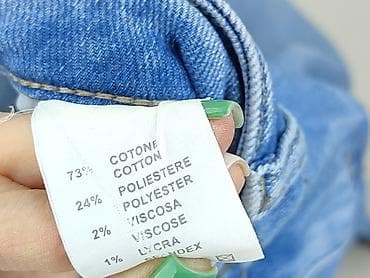 73% COTONE
COTTON
24% POLIESTERE
POLYESTER
2% VISCOSA
VISCOSE
1% LYCRA